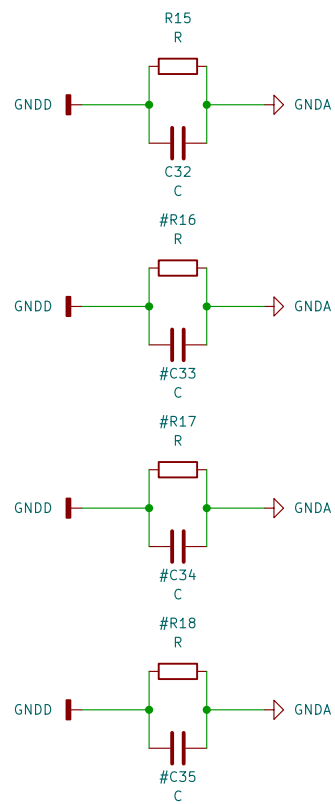 R15
R
GNDD
GNDA
C32
C
#R16
R
GNDD
GNDA
#C33
C
#R17
R
GNDD
GNDA
#C34
C
#R18
R
GNDD
GNDA
#C35
C